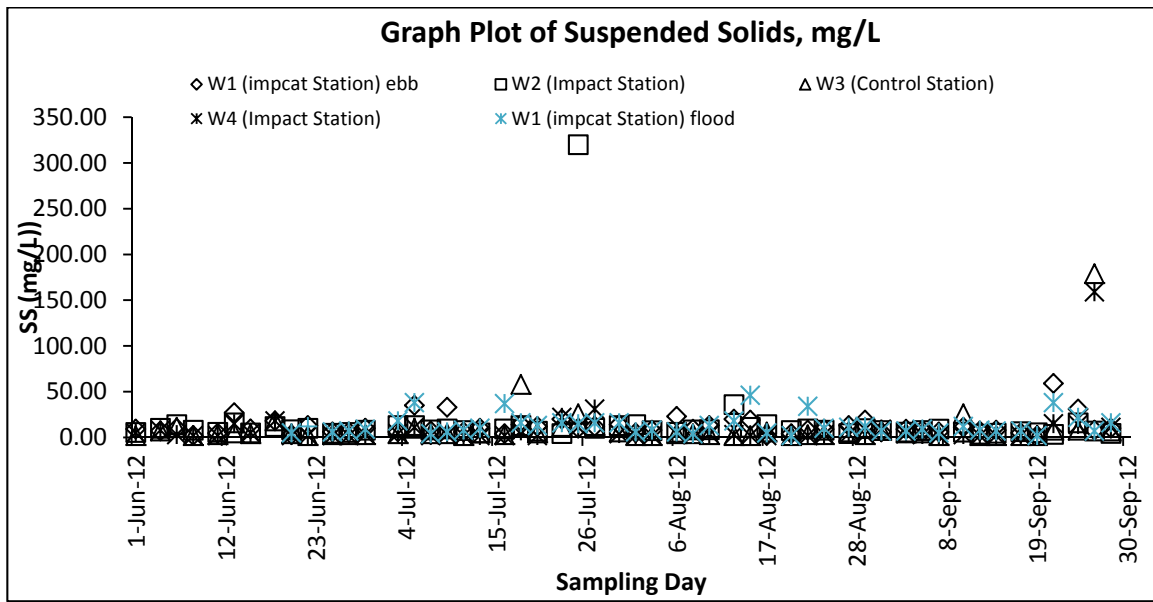 Graph Plot of Suspended Solids, mg/L
W1 (impcat Station) ebb
W2 (Impact Station)
W3 (Control Station)
W4 (Impact Station)
W1 (impcat Station) flood
SS (mg/L))
350.00
300.00
250.00
200.00
150.00
100.00
50.00
0.00
1-Jun-12
12-Jun-12
23-Jun-12
4-Jul-12
15-Jul-12
26-Jul-12
6-Aug-12
17-Aug-12
28-Aug-12
8-Sep-12
19-Sep-12
30-Sep-12
Sampling Day